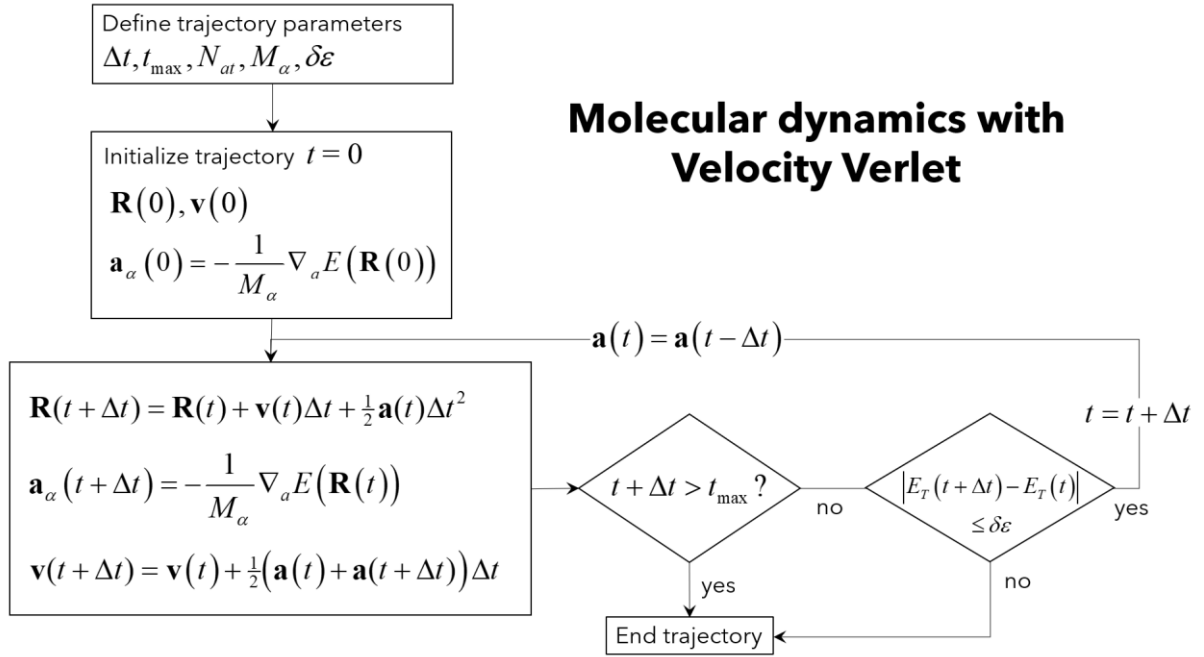 Define trajectory parameters
Δt, t_max, N_at, M_α, δε
Molecular dynamics with
Velocity Verlet
Initialize trajectory t = 0
R(0), v(0)
a_α(0) = −1/M_α ∇_a E(R(0))
a(t) = a(t − Δt)
t = t + Δt
R(t + Δt) = R(t) + v(t)Δt + ½a(t)Δt²
a_α(t + Δt) = −1/M_α ∇_a E(R(t))
v(t + Δt) = v(t) + ½(a(t) + a(t + Δt))Δt
t + Δt > t_max ?
no
|E_T(t + Δt) − E_T(t)|
≤ δε
yes
yes
no
End trajectory